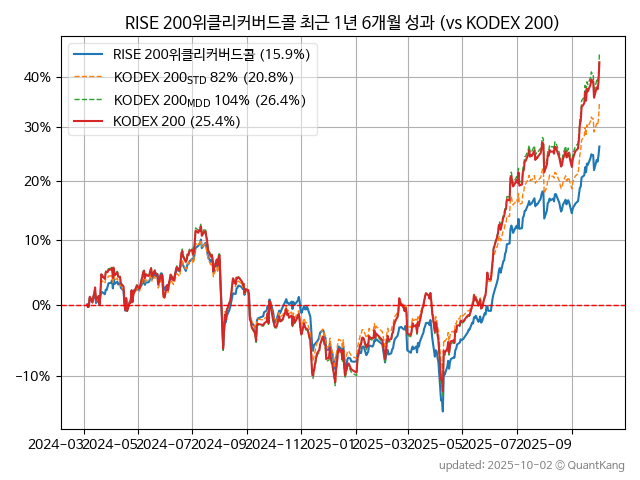 RISE 200위클리커버드콜 최근 1년 6개월 성과 (vs KODEX 200)
RISE 200위클리커버드콜 (15.9%)
KODEX 200STD 82% (20.8%)
KODEX 200MDD 104% (26.4%)
KODEX 200 (25.4%)
40%
30%
20%
10%
0%
−10%
2024-03
2024-05
2024-07
2024-09
2024-11
2025-01
2025-03
2025-05
2025-07
2025-09
updated: 2025-10-02 © QuantKang